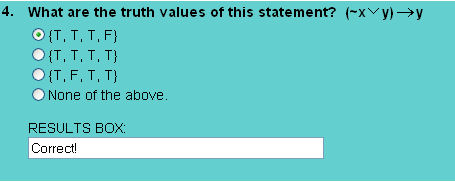 4. What are the truth values of this statement? (~x∨y)→y
{T, T, T, F}
{T, T, T, T}
{T, F, T, T}
None of the above.
RESULTS BOX:
Correct!